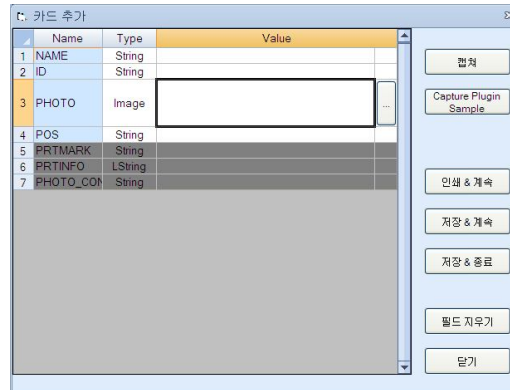 카드 추가
Name Type Value
1 NAME String
2 ID String
3 PHOTO Image ...
4 POS String
5 PRTMARK String
6 PRTINFO LString
7 PHOTO_CON String
캡쳐
Capture Plugin
Sample
인쇄 & 계속
저장 & 계속
저장 & 종료
필드 지우기
닫기